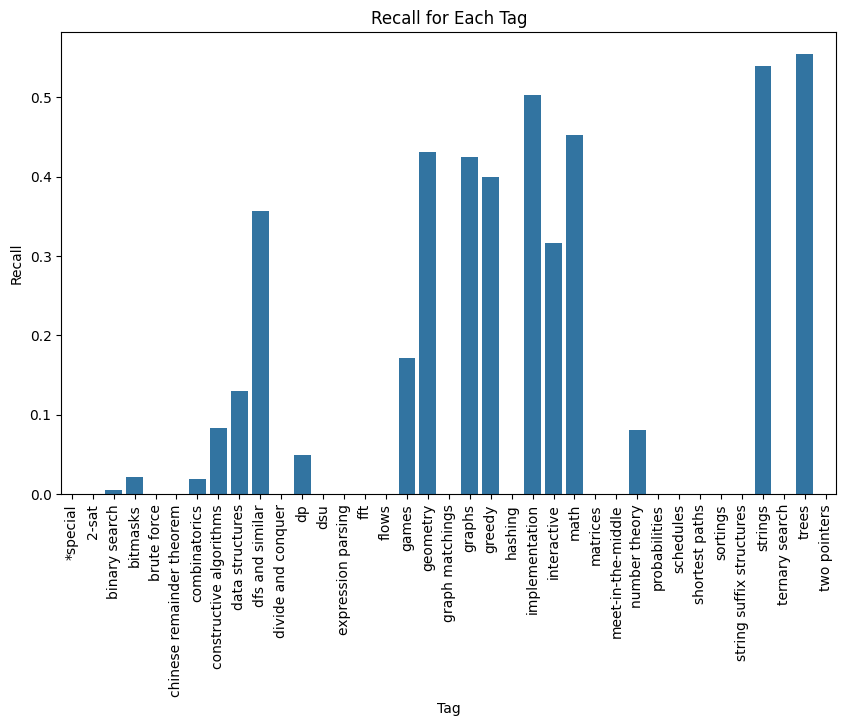 Recall for Each Tag
Recall
0.5
0.4
0.3
0.2
0.1
0.0
*special
2-sat
binary search
bitmasks
brute force
chinese remainder theorem
combinatorics
constructive algorithms
data structures
dfs and similar
divide and conquer
dp
dsu
expression parsing
fft
flows
games
geometry
graph matchings
graphs
greedy
hashing
implementation
interactive
math
matrices
meet-in-the-middle
number theory
probabilities
schedules
shortest paths
sortings
string suffix structures
strings
ternary search
trees
two pointers
Tag